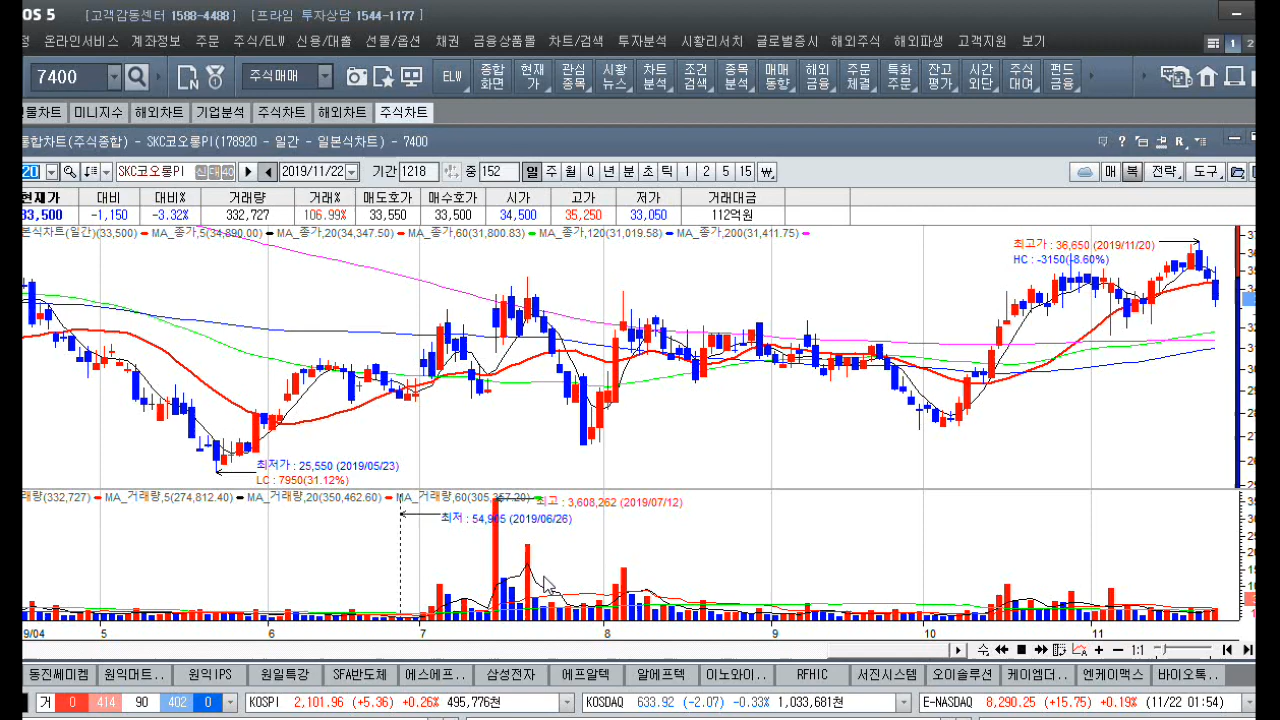 OS 5 [고객감동센터 1588-4488] [프라임 투자상담 1544-1177]
정 온라인서비스 계좌정보 주문 주식/ELW 신용/대출 선물/옵션 채권 금융상품몰 차트/검색 투자분석 시황리서치 글로벌증시 해외주식 해외파생 고객지원 보기 1 2
7400 주식매매 ELW 종합화면 현재가 관심종목 시황뉴스 차트분석 조건검색 종목분석 매매동향 해외금융 주문체결 특화주문 잔고평가 시간외단 주식대여 펀드금융
선물차트 미니지수 해외차트 기업분석 주식차트 해외차트 주식차트
통합차트(주식종합) - SKC코오롱PI(178920 - 일간 - 일본식차트) - 7400
20 SKC코오롱PI 신 대 40 2019/11/22 기간 1218 중 152 일 주 월 Q 년 분 초 틱 1 2 5 15 ₩ 매 복 전략 도구
현재가 대비 대비% 거래량 거래% 매도호가 매수호가 시가 고가 저가 거래대금
33,500 -1,150 -3.32% 332,727 106.99% 33,550 33,500 34,500 35,250 33,050 112억원
본식차트(일간)(33,500) MA_종가,5(34,890.00) MA_종가,20(34,347.50) MA_종가,60(31,800.83) MA_종가,120(31,019.58) MA_종가,200(31,411.75)
최고가 : 36,650 (2019/11/20)
HC : -3150(-8.60%)
최저가 : 25,550 (2019/05/23)
LC : 7950(31.12%)
래량(332,727) MA_거래량,5(274,812.40) MA_거래량,20(350,462.60) MA_거래량,60(305,357.20)
최고 : 3,608,262 (2019/07/12)
최저 : 54,905 (2019/06/26)
9/04 5 6 7 8 9 10 11
1:1
동진쎄미켐 원익머트.. 원익IPS 원일특강 SFA반도체 에스에프.. 삼성전자 에프알텍 알에프텍 이노와이.. RFHIC 서진시스템 오이솔루션 케이엠더.. 엔케이맥스 바이오톡..
거 0 414 90 402 0 KOSPI 2,101.96 (+5.36) +0.26% 495,776천 KOSDAQ 633.92 (-2.07) -0.33% 1,033,681천 E-NASDAQ 8,290.25 (+15.75) +0.19% (11/22 01:54)